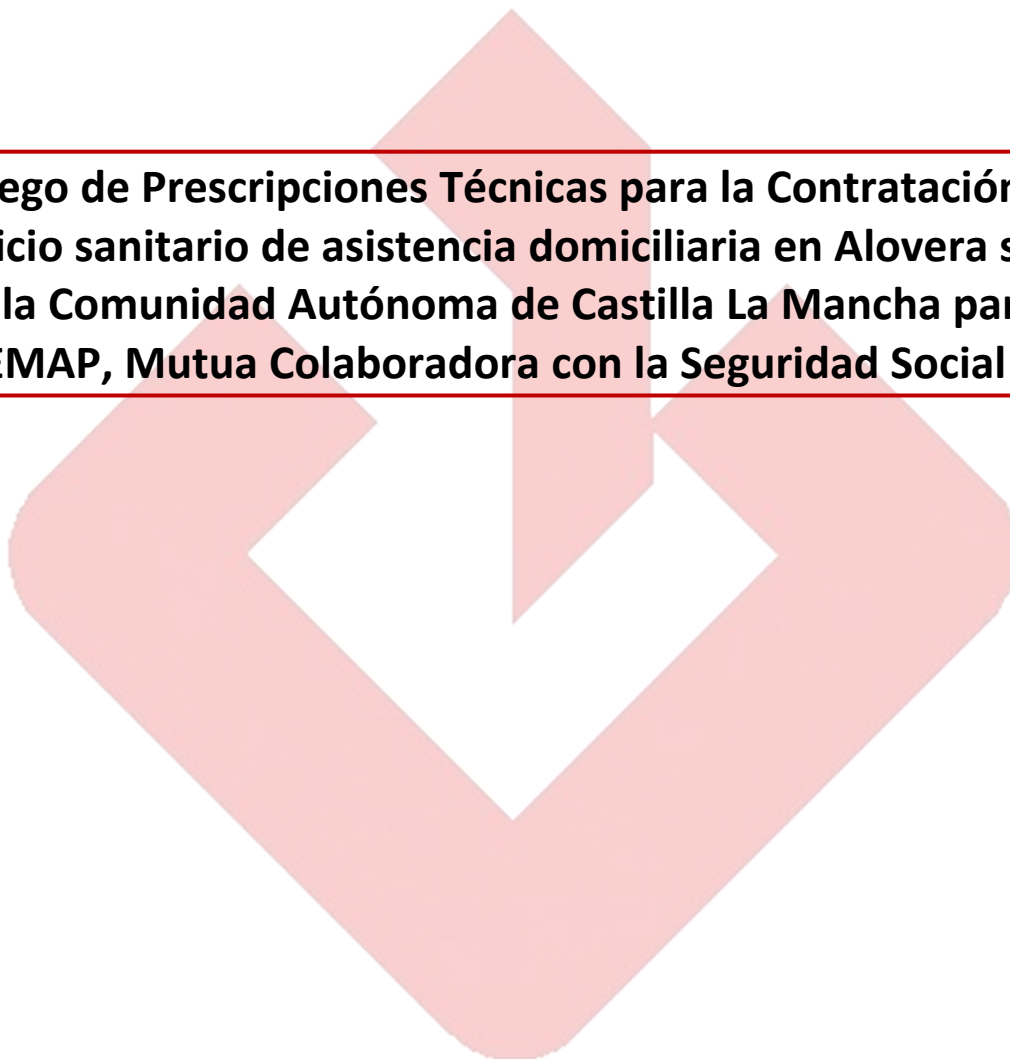 ego de Prescripciones Técnicas para la Contratación
icio sanitario de asistencia domiciliaria en Alovera s
la Comunidad Autónoma de Castilla La Mancha par
EMAP, Mutua Colaboradora con la Seguridad Social